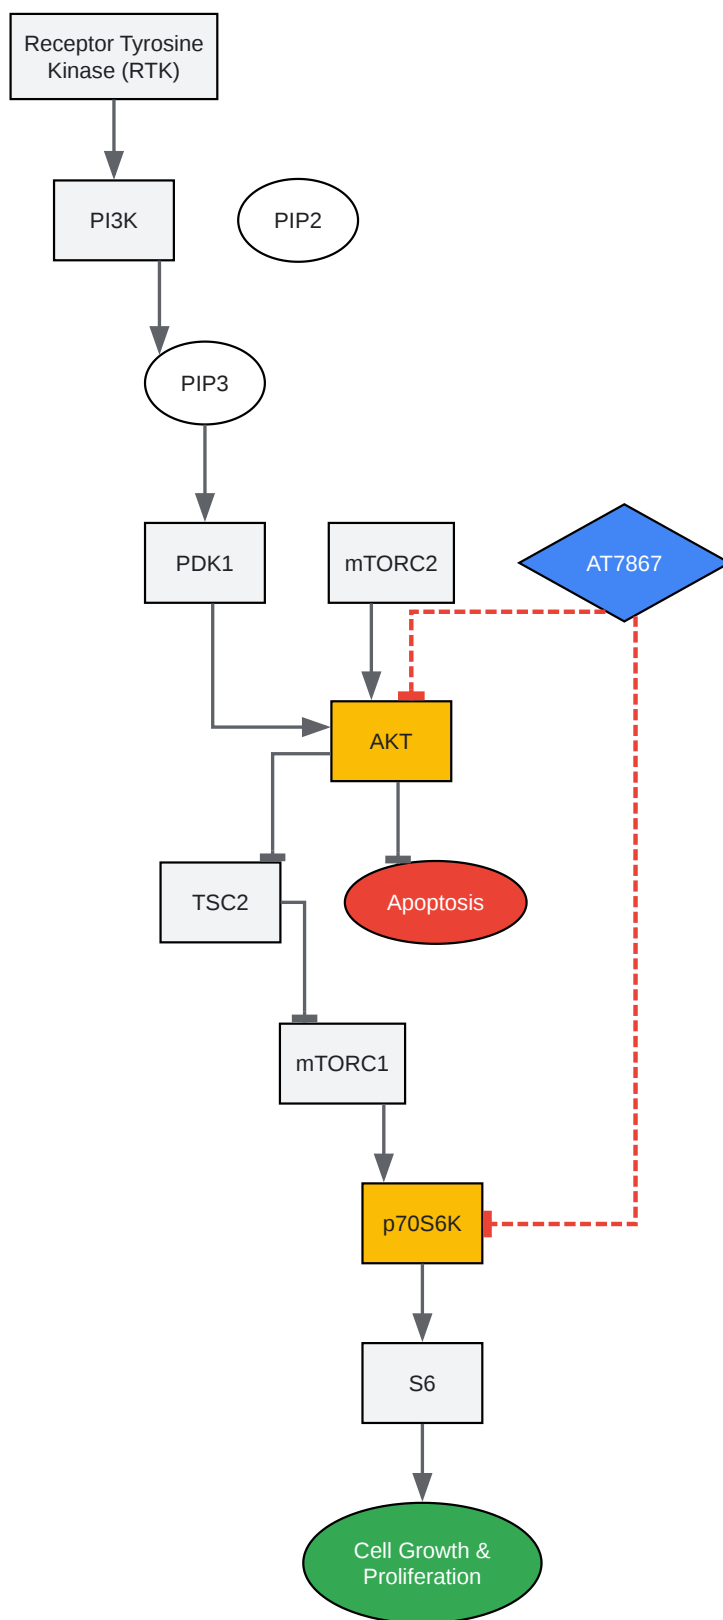 Receptor Tyrosine
Kinase (RTK)
PI3K
PIP2
PIP3
PDK1
mTORC2
AT7867
AKT
TSC2
Apoptosis
mTORC1
p70S6K
S6
Cell Growth &
Proliferation